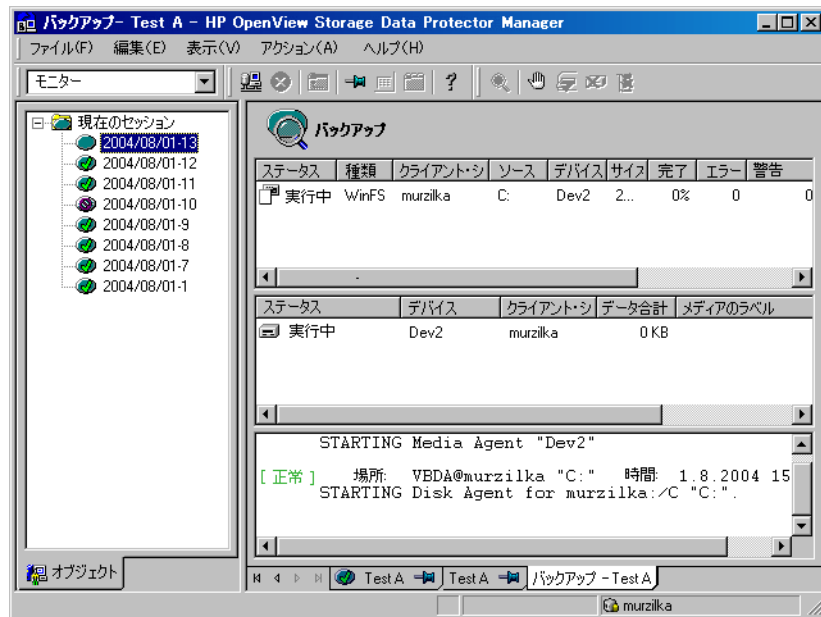 バックアップ- Test A - HP OpenView Storage Data Protector Manager
ファイル(F) 編集(E) 表示(V) アクション(A) ヘルプ(H)
モニター
現在のセッション
2004/08/01-13
2004/08/01-12
2004/08/01-11
2004/08/01-10
2004/08/01-9
2004/08/01-8
2004/08/01-7
2004/08/01-1
オブジェクト
バックアップ
ステータス 種類 クライアント・シ ソース デバイス サイズ 完了 エラー 警告
実行中 WinFS murzilka C: Dev2 2... 0% 0 0
ステータス デバイス クライアント・シ データ合計 メディアのラベル
実行中 Dev2 murzilka 0 KB
STARTING Media Agent "Dev2"
[ 正常 ] 場所: VBDA@murzilka "C:" 時間: 1.8.2004 15
STARTING Disk Agent for murzilka:/C "C:".
Test A Test A バックアップ - Test A
murzilka